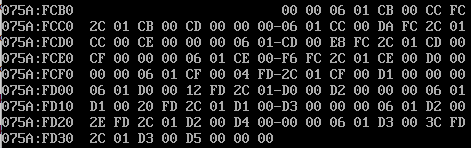 075A:FCB0 00 00 06 01 CB 00 CC FC
075A:FCC0 2C 01 CB 00 CD 00 00 00-06 01 CC 00 DA FC 2C 01
075A:FCD0 CC 00 CE 00 00 00 06 01-CD 00 E8 FC 2C 01 CD 00
075A:FCE0 CF 00 00 00 06 01 CE 00-F6 FC 2C 01 CE 00 D0 00
075A:FCF0 00 00 06 01 CF 00 04 FD-2C 01 CF 00 D1 00 00 00
075A:FD00 06 01 D0 00 12 FD 2C 01-D0 00 D2 00 00 00 06 01
075A:FD10 D1 00 20 FD 2C 01 D1 00-D3 00 00 00 06 01 D2 00
075A:FD20 2E FD 2C 01 D2 00 D4 00-00 00 06 01 D3 00 3C FD
075A:FD30 2C 01 D3 00 D5 00 00 00